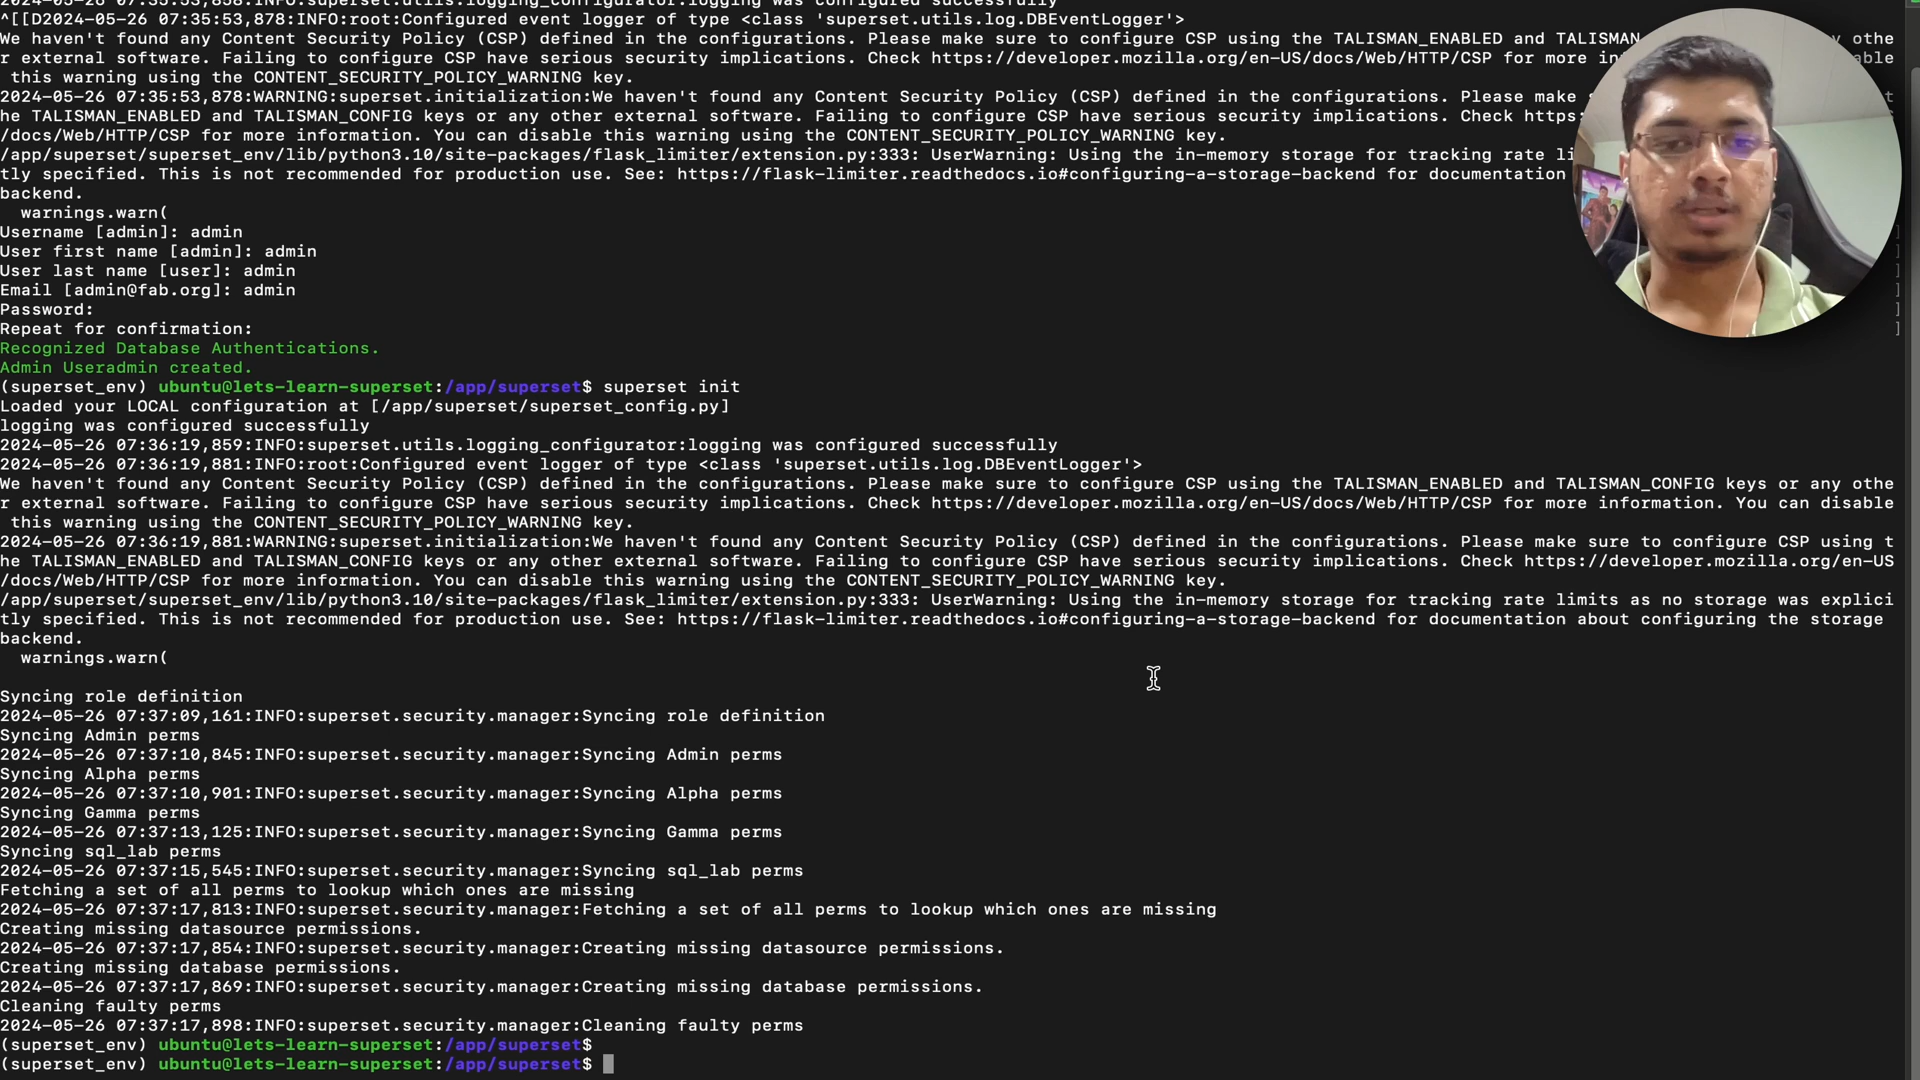 ^[[D2024-05-26 07:35:53,878:INFO:root:Configured event logger of type <class 'superset.utils.log.DBEventLogger'>
We haven't found any Content Security Policy (CSP) defined in the configurations. Please make sure to configure CSP using the TALISMAN_ENABLED and TALISMAN_ y othe
r external software. Failing to configure CSP have serious security implications. Check https://developer.mozilla.org/en-US/docs/Web/HTTP/CSP for more in able
 this warning using the CONTENT_SECURITY_POLICY_WARNING key.
2024-05-26 07:35:53,878:WARNING:superset.initialization:We haven't found any Content Security Policy (CSP) defined in the configurations. Please make t
he TALISMAN_ENABLED and TALISMAN_CONFIG keys or any other external software. Failing to configure CSP have serious security implications. Check https:
/docs/Web/HTTP/CSP for more information. You can disable this warning using the CONTENT_SECURITY_POLICY_WARNING key.
/app/superset/superset_env/lib/python3.10/site-packages/flask_limiter/extension.py:333: UserWarning: Using the in-memory storage for tracking rate li
tly specified. This is not recommended for production use. See: https://flask-limiter.readthedocs.io#configuring-a-storage-backend for documentation
backend.
  warnings.warn(
Username [admin]: admin
User first name [admin]: admin
User last name [user]: admin
Email [admin@fab.org]: admin
Password:
Repeat for confirmation:
Recognized Database Authentications.
Admin Useradmin created.
(superset_env) ubuntu@lets-learn-superset:/app/superset$ superset init
Loaded your LOCAL configuration at [/app/superset/superset_config.py]
logging was configured successfully
2024-05-26 07:36:19,859:INFO:superset.utils.logging_configurator:logging was configured successfully
2024-05-26 07:36:19,881:INFO:root:Configured event logger of type <class 'superset.utils.log.DBEventLogger'>
We haven't found any Content Security Policy (CSP) defined in the configurations. Please make sure to configure CSP using the TALISMAN_ENABLED and TALISMAN_CONFIG keys or any othe
r external software. Failing to configure CSP have serious security implications. Check https://developer.mozilla.org/en-US/docs/Web/HTTP/CSP for more information. You can disable
 this warning using the CONTENT_SECURITY_POLICY_WARNING key.
2024-05-26 07:36:19,881:WARNING:superset.initialization:We haven't found any Content Security Policy (CSP) defined in the configurations. Please make sure to configure CSP using t
he TALISMAN_ENABLED and TALISMAN_CONFIG keys or any other external software. Failing to configure CSP have serious security implications. Check https://developer.mozilla.org/en-US
/docs/Web/HTTP/CSP for more information. You can disable this warning using the CONTENT_SECURITY_POLICY_WARNING key.
/app/superset/superset_env/lib/python3.10/site-packages/flask_limiter/extension.py:333: UserWarning: Using the in-memory storage for tracking rate limits as no storage was explici
tly specified. This is not recommended for production use. See: https://flask-limiter.readthedocs.io#configuring-a-storage-backend for documentation about configuring the storage
backend.
  warnings.warn(
Syncing role definition
2024-05-26 07:37:09,161:INFO:superset.security.manager:Syncing role definition
Syncing Admin perms
2024-05-26 07:37:10,845:INFO:superset.security.manager:Syncing Admin perms
Syncing Alpha perms
2024-05-26 07:37:10,901:INFO:superset.security.manager:Syncing Alpha perms
Syncing Gamma perms
2024-05-26 07:37:13,125:INFO:superset.security.manager:Syncing Gamma perms
Syncing sql_lab perms
2024-05-26 07:37:15,545:INFO:superset.security.manager:Syncing sql_lab perms
Fetching a set of all perms to lookup which ones are missing
2024-05-26 07:37:17,813:INFO:superset.security.manager:Fetching a set of all perms to lookup which ones are missing
Creating missing datasource permissions.
2024-05-26 07:37:17,854:INFO:superset.security.manager:Creating missing datasource permissions.
Creating missing database permissions.
2024-05-26 07:37:17,869:INFO:superset.security.manager:Creating missing database permissions.
Cleaning faulty perms
2024-05-26 07:37:17,898:INFO:superset.security.manager:Cleaning faulty perms
(superset_env) ubuntu@lets-learn-superset:/app/superset$
(superset_env) ubuntu@lets-learn-superset:/app/superset$